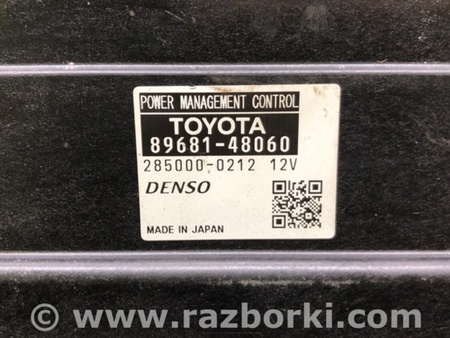 POWER MANAGEMENT CONTROL
TOYOTA
89681-48060
285000-0212 12V
DENSO
MADE IN JAPAN
© www.razborki.com